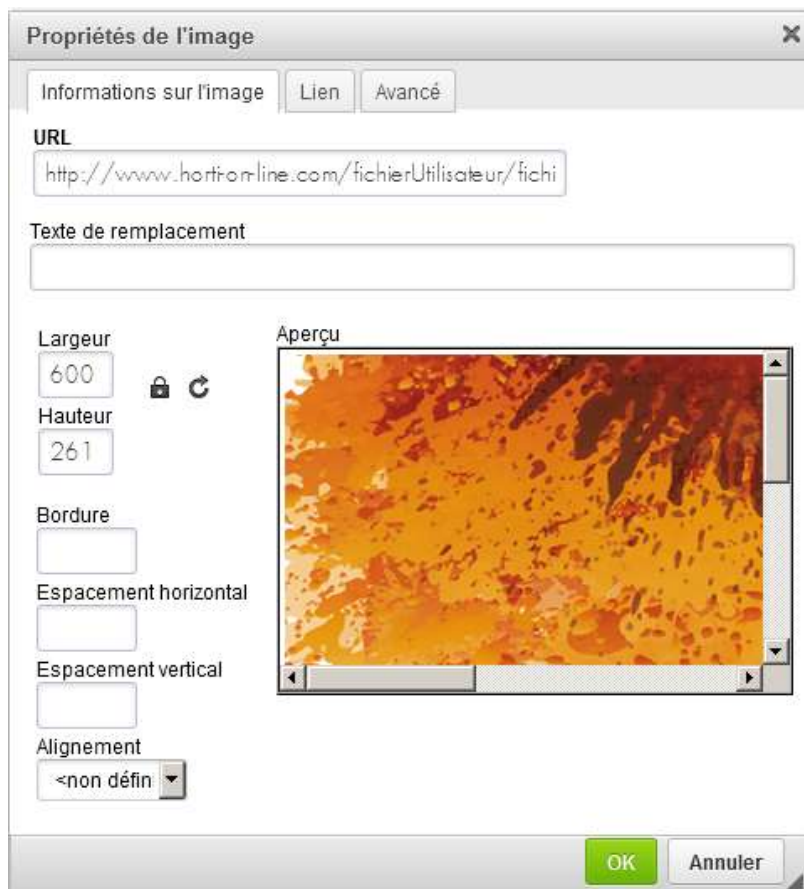 Propriétés de l'image
Informations sur l'image Lien Avancé
URL
http://www.horti-on-line.com/fichierUtilisateur/fichi
Texte de remplacement
Largeur
600
Hauteur
261
Aperçu
Bordure
Espacement horizontal
Espacement vertical
Alignement
<non défin
OK Annuler